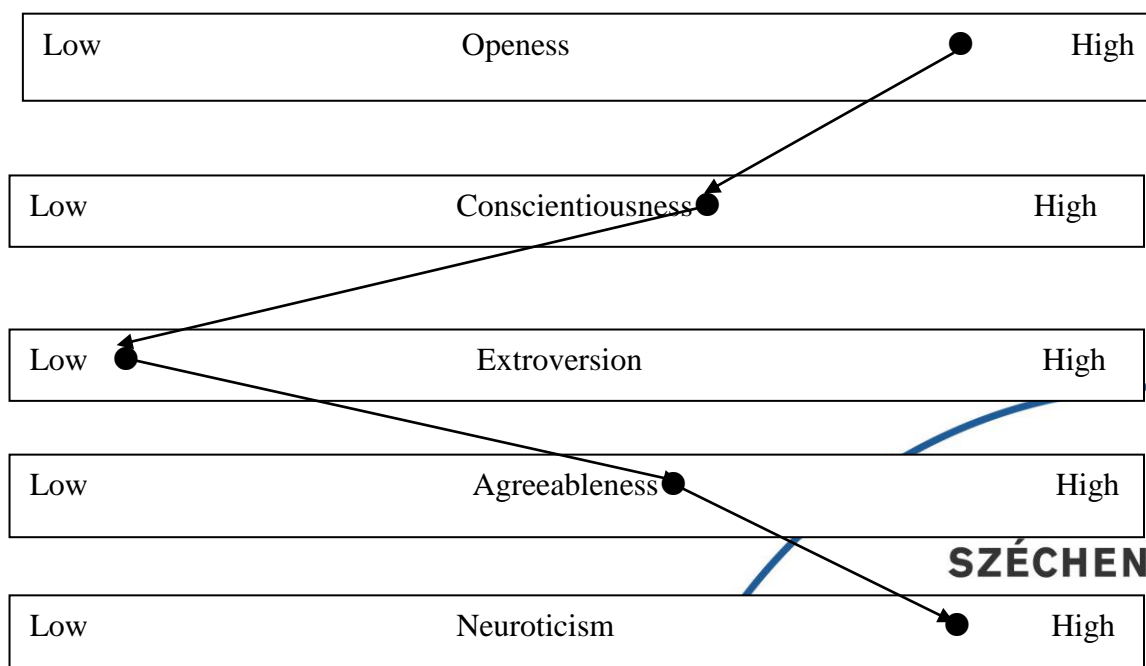 Low Openess High
Low Conscientiousness High
Low Extroversion High
Low Agreeableness High
SZÉCHEN
Low Neuroticism High